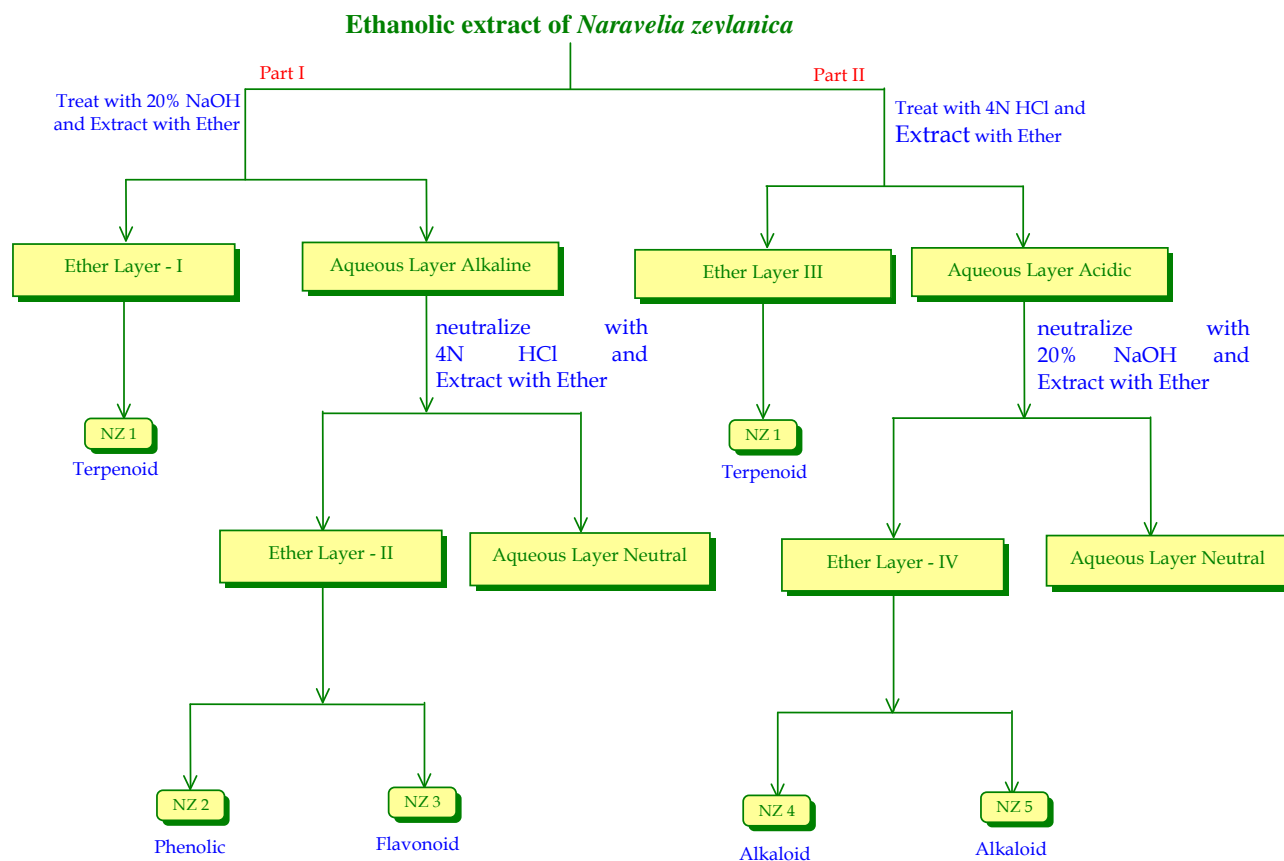 Ethanolic extract of Naravelia zeylanica
Part I
Part II
Treat with 20% NaOH
and Extract with Ether
Treat with 4N HCl and
Extract with Ether
Ether Layer - I
Aqueous Layer Alkaline
Ether Layer III
Aqueous Layer Acidic
neutralize with
4N HCl and
Extract with Ether
neutralize with
20% NaOH and
Extract with Ether
NZ 1
Terpenoid
NZ 1
Terpenoid
Ether Layer - II
Aqueous Layer Neutral
Ether Layer - IV
Aqueous Layer Neutral
NZ 2
Phenolic
NZ 3
Flavonoid
NZ 4
Alkaloid
NZ 5
Alkaloid